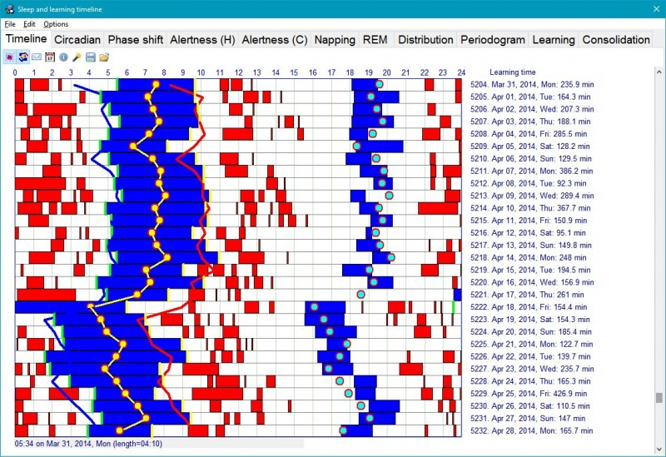 Sleep and learning timeline
File Edit Options
Timeline Circadian Phase shift Alertness (H) Alertness (C) Napping REM Distribution Periodogram Learning Consolidation
0 1 2 3 4 5 6 7 8 9 10 11 12 13 14 15 16 17 18 19 20 21 22 23 24 Learning time
5204. Mar 31, 2014, Mon: 235.9 min
5205. Apr 01, 2014, Tue: 164.3 min
5206. Apr 02, 2014, Wed: 207.3 min
5207. Apr 03, 2014, Thu: 188.1 min
5208. Apr 04, 2014, Fri: 285.5 min
5209. Apr 05, 2014, Sat: 128.2 min
5210. Apr 06, 2014, Sun: 129.5 min
5211. Apr 07, 2014, Mon: 386.2 min
5212. Apr 08, 2014, Tue: 92.3 min
5213. Apr 09, 2014, Wed: 289.4 min
5214. Apr 10, 2014, Thu: 367.7 min
5215. Apr 11, 2014, Fri: 150.9 min
5216. Apr 12, 2014, Sat: 95.1 min
5217. Apr 13, 2014, Sun: 149.8 min
5218. Apr 14, 2014, Mon: 248 min
5219. Apr 15, 2014, Tue: 194.5 min
5220. Apr 16, 2014, Wed: 156.9 min
5221. Apr 17, 2014, Thu: 261 min
5222. Apr 18, 2014, Fri: 154.4 min
5223. Apr 19, 2014, Sat: 154.3 min
5224. Apr 20, 2014, Sun: 185.4 min
5225. Apr 21, 2014, Mon: 122.7 min
5226. Apr 22, 2014, Tue: 139.7 min
5227. Apr 23, 2014, Wed: 235.7 min
5228. Apr 24, 2014, Thu: 165.3 min
5229. Apr 25, 2014, Fri: 426.9 min
5230. Apr 26, 2014, Sat: 110.5 min
5231. Apr 27, 2014, Sun: 147 min
5232. Apr 28, 2014, Mon: 165.7 min
05:34 on Mar 31, 2014, Mon (length=04:10)